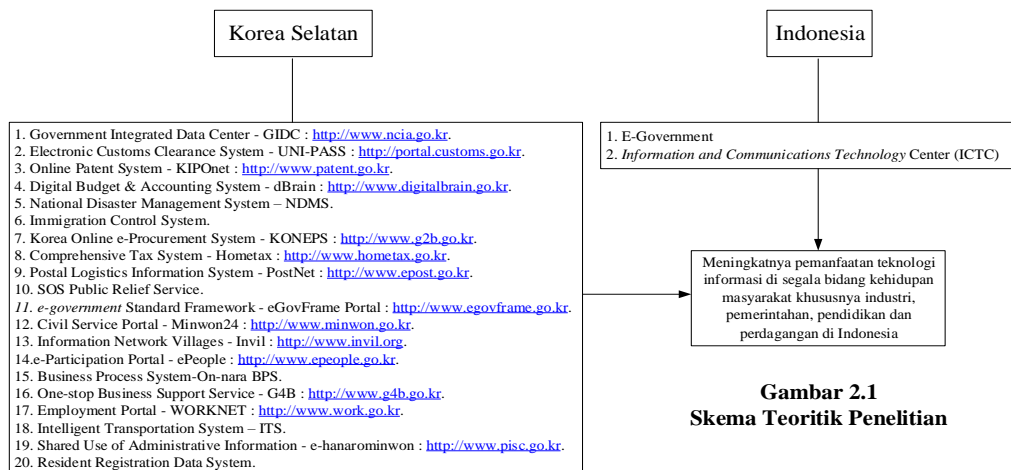 Korea Selatan
1. Government Integrated Data Center - GIDC : http://www.ncia.go.kr.
2. Electronic Customs Clearance System - UNI-PASS : http://portal.customs.go.kr.
3. Online Patent System - KIPOnet : http://www.patent.go.kr.
4. Digital Budget & Accounting System - dBrain : http://www.digitalbrain.go.kr.
5. National Disaster Management System – NDMS.
6. Immigration Control System.
7. Korea Online e-Procurement System - KONEPS : http://www.g2b.go.kr.
8. Comprehensive Tax System - Hometax : http://www.hometax.go.kr.
9. Postal Logistics Information System - PostNet : http://www.epost.go.kr.
10. SOS Public Relief Service.
11. e-government Standard Framework - eGovFrame Portal : http://www.egovframe.go.kr.
12. Civil Service Portal - Minwon24 : http://www.minwon.go.kr.
13. Information Network Villages - Invil : http://www.invil.org.
14.e-Participation Portal - ePeople : http://www.epeople.go.kr.
15. Business Process System-On-nara BPS.
16. One-stop Business Support Service - G4B : http://www.g4b.go.kr.
17. Employment Portal - WORKNET : http://www.work.go.kr.
18. Intelligent Transportation System – ITS.
19. Shared Use of Administrative Information - e-hanarominwon : http://www.pisc.go.kr.
20. Resident Registration Data System.
Indonesia
1. E-Government
2. Information and Communications Technology Center (ICTC)
Meningkatnya pemanfaatan teknologi
informasi di segala bidang kehidupan
masyarakat khususnya industri,
pemerintahan, pendidikan dan
perdagangan di Indonesia
Gambar 2.1
Skema Teoritik Penelitian